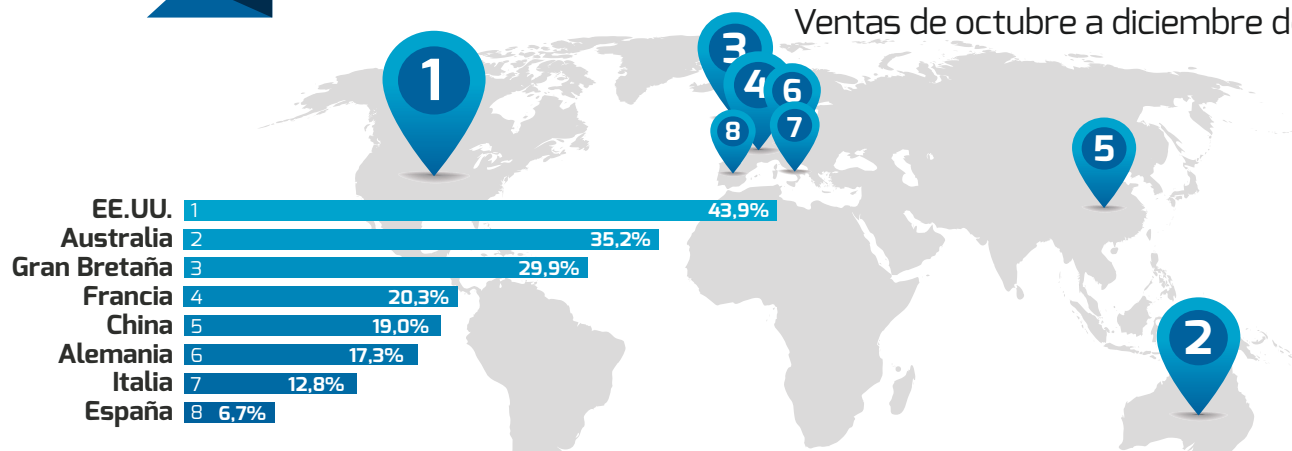 Ventas de octubre a diciembre d
1
3
4
6
8
7
5
2
EE.UU. 1 43,9%
Australia 2 35,2%
Gran Bretaña 3 29,9%
Francia 4 20,3%
China 5 19,0%
Alemania 6 17,3%
Italia 7 12,8%
España 8 6,7%